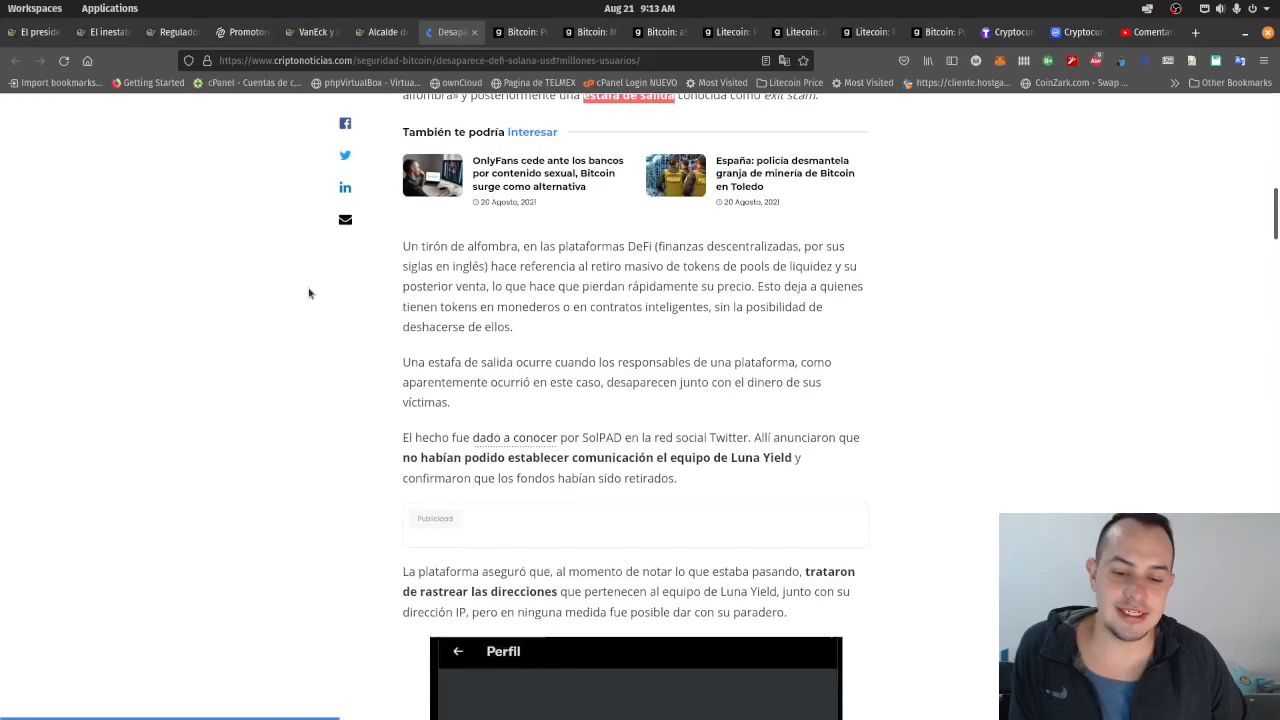 Workspaces Applications Aug 21 9:13 AM
El preside El inestab Regulador Promotor VanEck y Alcalde de Desapa Bitcoin: P Bitcoin: M Bitcoin: aS Litecoin: P Litecoin: a Litecoin: A Bitcoin: Pu Cryptocur Cryptocur Comentar
https://www.criptonoticias.com/seguridad-bitcoin/desaparece-defi-solana-usd7millones-usuarios/
Import bookmarks... Getting Started cPanel - Cuentas de c... phpVirtualBox - Virtua... ownCloud Pagina de TELMEX cPanel Login NUEVO Most Visited Litecoin Price Most Visited https://cliente.hostga... CoinZark.com - Swap ... Other Bookmarks
alfombra» y posteriormente una estafa de salida conocida como exit scam.
También te podría interesar
OnlyFans cede ante los bancos
por contenido sexual, Bitcoin
surge como alternativa
20 Agosto, 2021
España: policía desmantela
granja de minería de Bitcoin
en Toledo
20 Agosto, 2021
Un tirón de alfombra, en las plataformas DeFi (finanzas descentralizadas, por sus
siglas en inglés) hace referencia al retiro masivo de tokens de pools de liquidez y su
posterior venta, lo que hace que pierdan rápidamente su precio. Esto deja a quienes
tienen tokens en monederos o en contratos inteligentes, sin la posibilidad de
deshacerse de ellos.
Una estafa de salida ocurre cuando los responsables de una plataforma, como
aparentemente ocurrió en este caso, desaparecen junto con el dinero de sus
víctimas.
El hecho fue dado a conocer por SolPAD en la red social Twitter. Allí anunciaron que
no habían podido establecer comunicación el equipo de Luna Yield y
confirmaron que los fondos habían sido retirados.
Publicidad
La plataforma aseguró que, al momento de notar lo que estaba pasando, trataron
de rastrear las direcciones que pertenecen al equipo de Luna Yield, junto con su
dirección IP, pero en ninguna medida fue posible dar con su paradero.
Perfil